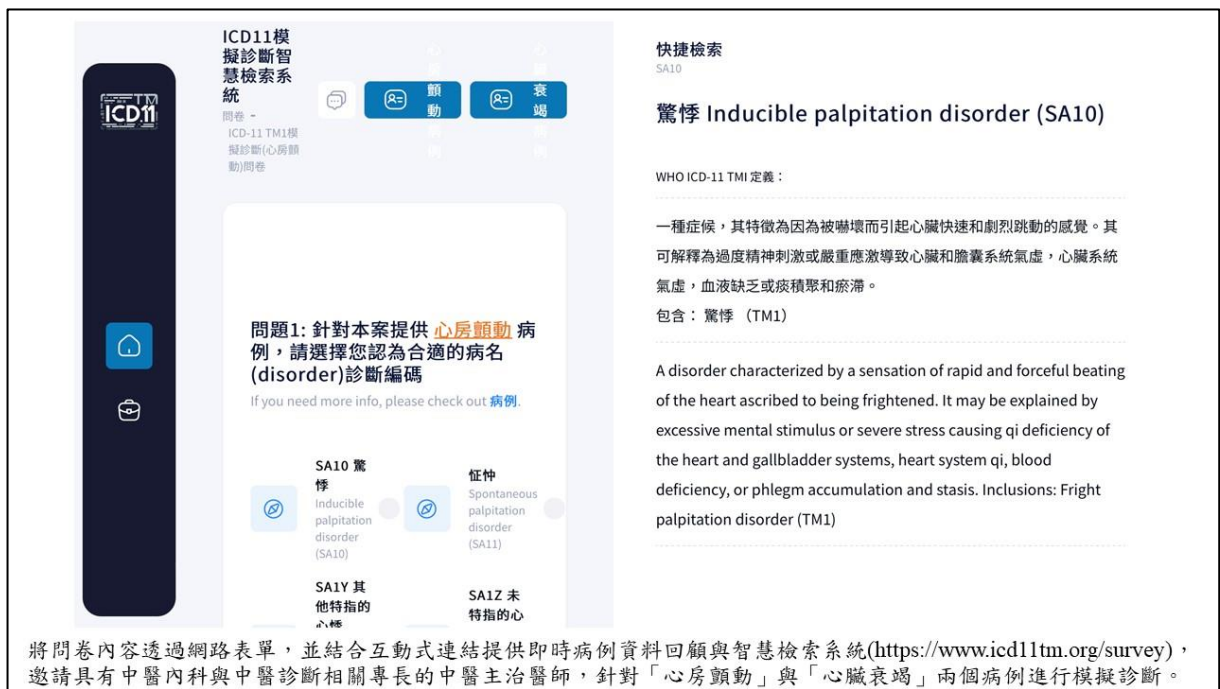 ICD11模
擬診斷智
慧檢索系
統
問卷 -
ICD-11 TM1模
擬診斷(心房顫
動)問卷
心房顫動病例
心臟衰竭病例
TM
ICD11
問題1: 針對本案提供 心房顫動 病
例，請選擇您認為合適的病名
(disorder)診斷編碼
If you need more info, please check out 病例.
SA10 驚
悸
Inducible
palpitation
disorder
(SA10)
怔忡
Spontaneous
palpitation
disorder
(SA11)
SA1Y 其
他特指的
心悸
SA1Z 未
特指的心
快捷檢索
SA10
驚悸 Inducible palpitation disorder (SA10)
WHO ICD-11 TMI 定義：
一種症候，其特徵為因為被嚇壞而引起心臟快速和劇烈跳動的感覺。其
可解釋為過度精神刺激或嚴重應激導致心臟和膽囊系統氣虛，心臟系統
氣虛，血液缺乏或痰積聚和瘀滯。
包含： 驚悸 （TM1）
A disorder characterized by a sensation of rapid and forceful beating
of the heart ascribed to being frightened. It may be explained by
excessive mental stimulus or severe stress causing qi deficiency of
the heart and gallbladder systems, heart system qi, blood
deficiency, or phlegm accumulation and stasis. Inclusions: Fright
palpitation disorder (TM1)
將問卷內容透過網路表單，並結合互動式連結提供即時病例資料回顧與智慧檢索系統(https://www.icd11tm.org/survey)，
邀請具有中醫內科與中醫診斷相關專長的中醫主治醫師，針對「心房顫動」與「心臟衰竭」兩個病例進行模擬診斷。